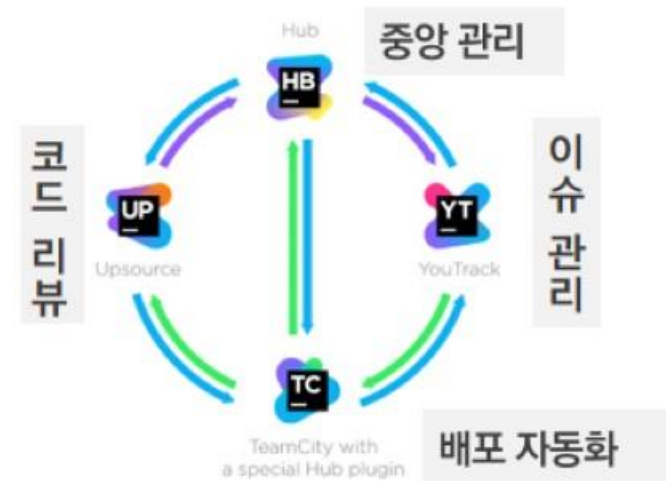 Hub
중앙 관리
HB
코드 리뷰
이슈 관리
UP
YT
Upsource
YouTrack
TC
TeamCity with
a special Hub plugin
배포 자동화